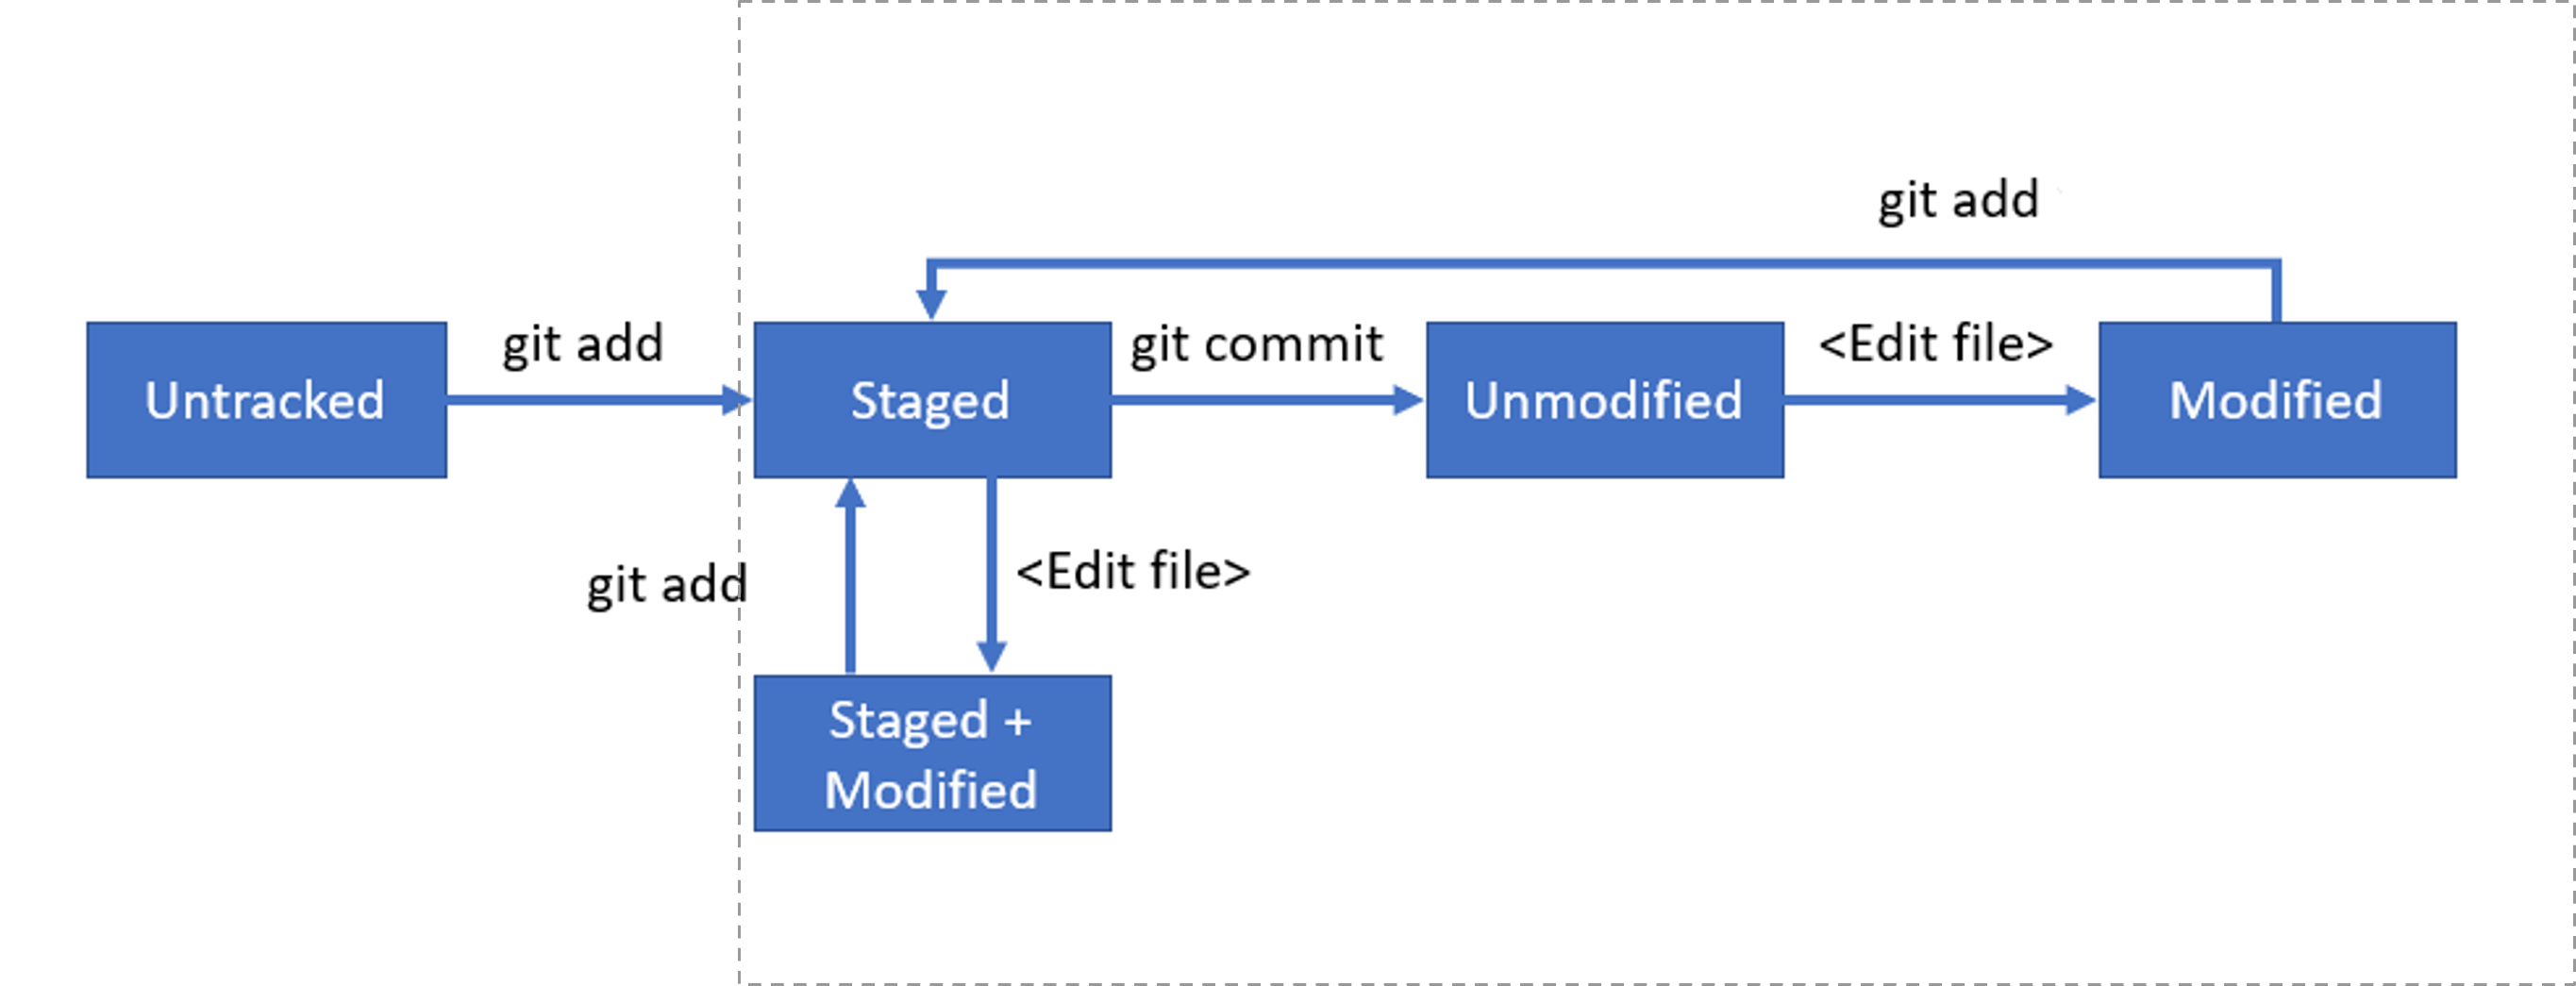 git add
Untracked
git add
Staged
git commit
Unmodified
<Edit file>
Modified
git add
<Edit file>
Staged +
Modified